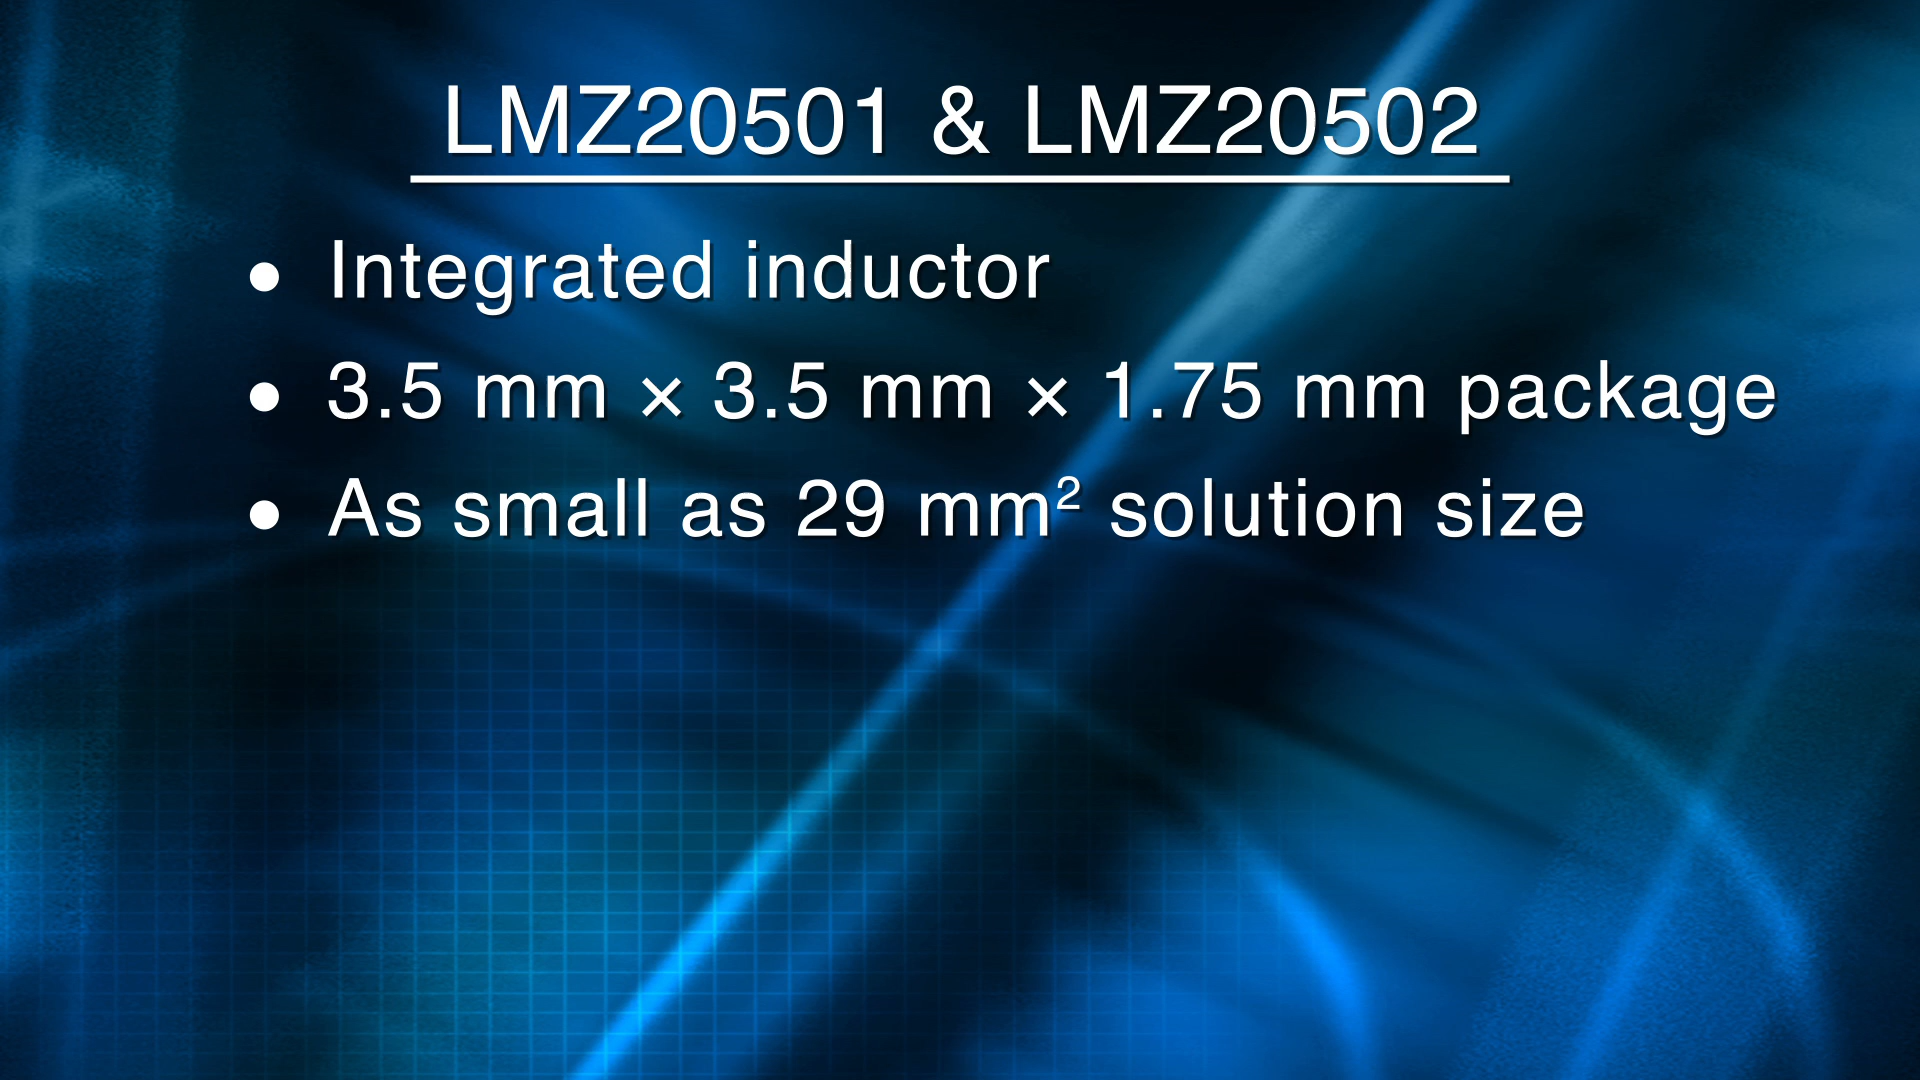 LMZ20501 & LMZ20502
• Integrated inductor
• 3.5 mm × 3.5 mm × 1.75 mm package
• As small as 29 mm² solution size